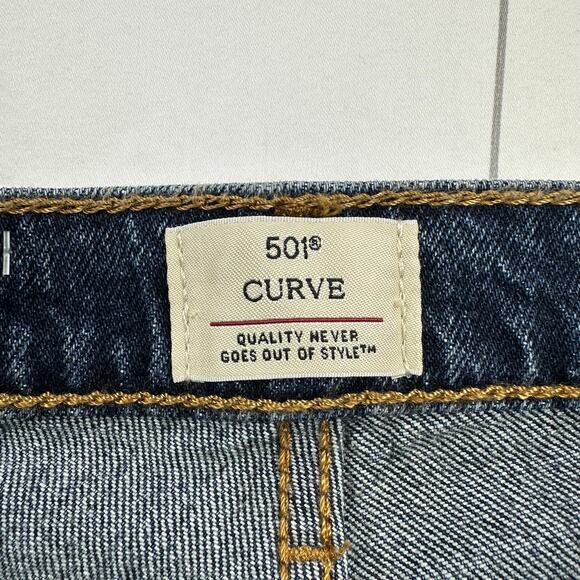 501®
CURVE
QUALITY NEVER
GOES OUT OF STYLE™